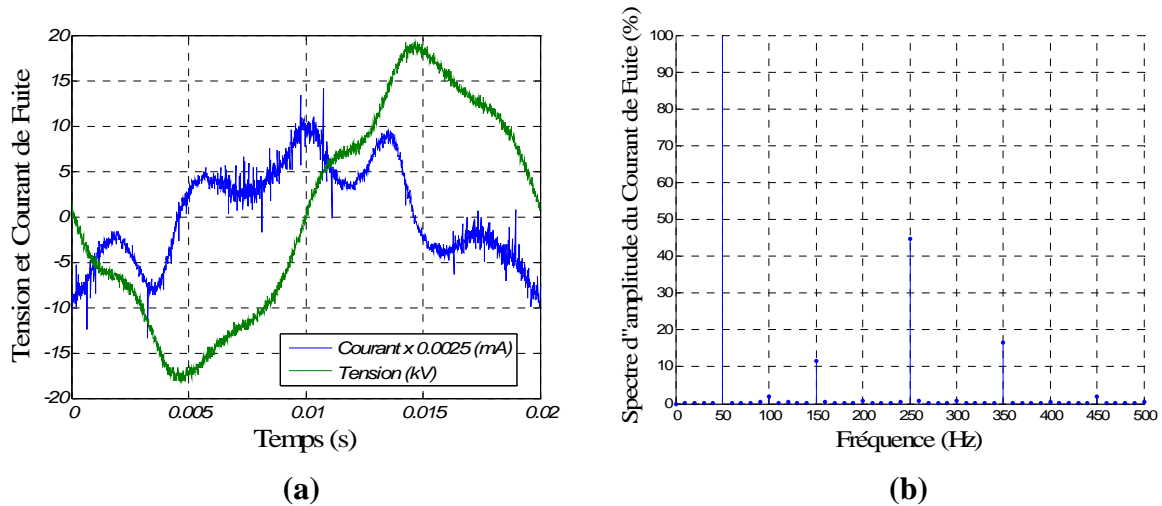 Tension et Courant de Fuite
20
15
10
5
0
-5
-10
-15
-20
Courant x 0.0025 (mA)
Tension (kV)
0 0.005 0.01 0.015 0.02
Temps (s)
(a)
Spectre d"amplitude du Courant de Fuite (%)
100
90
80
70
60
50
40
30
20
10
0
0 50 100 150 200 250 300 350 400 450 500
Fréquence (Hz)
(b)